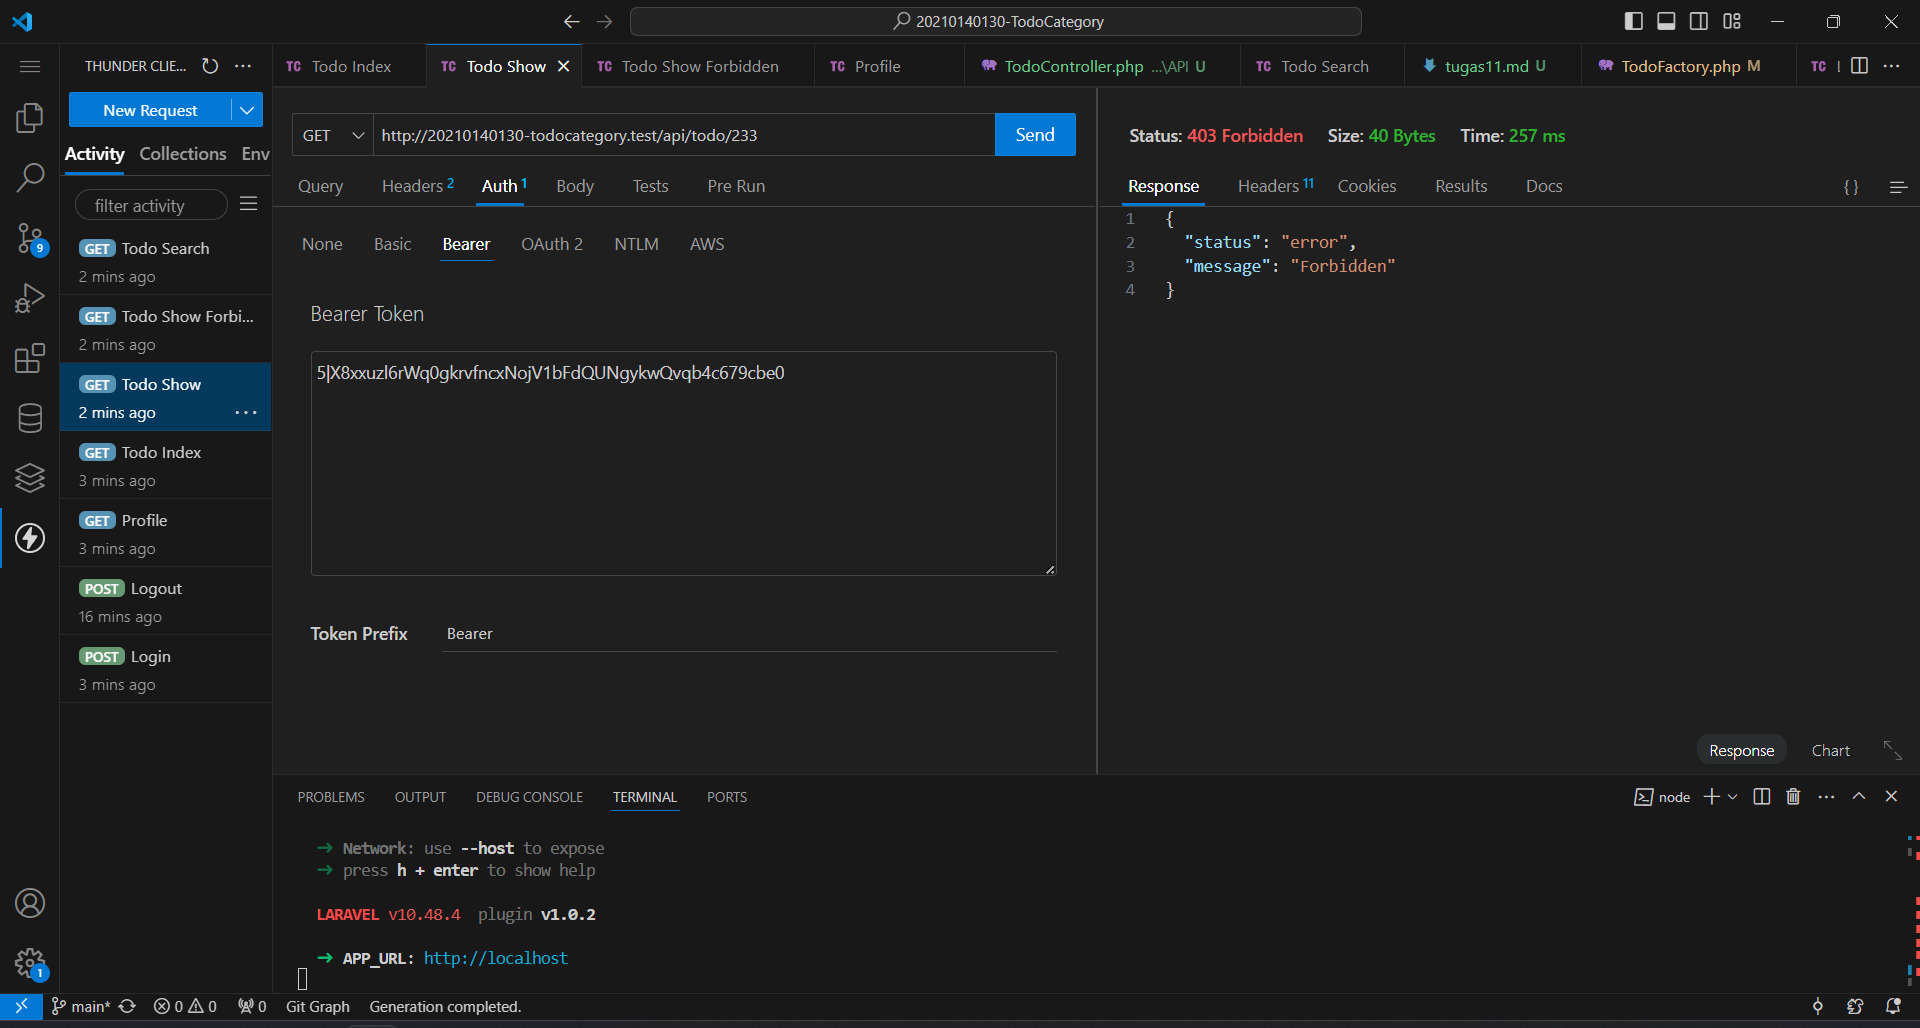 20210140130-TodoCategory
THUNDER CLIE...
TC Todo Index
TC Todo Show
TC Todo Show Forbidden
TC Profile
TodoController.php ...\API U
TC Todo Search
tugas11.md U
TodoFactory.php M
TC
New Request
Activity Collections Env
filter activity
GET Todo Search
2 mins ago
GET Todo Show Forbi...
2 mins ago
GET Todo Show
2 mins ago
GET Todo Index
3 mins ago
GET Profile
3 mins ago
POST Logout
16 mins ago
POST Login
3 mins ago
9
1
GET http://20210140130-todocategory.test/api/todo/233 Send
Query Headers 2 Auth 1 Body Tests Pre Run
None Basic Bearer OAuth 2 NTLM AWS
Bearer Token
5|X8xxuzl6rWq0gkrvfncxNojV1bFdQUNgykwQvqb4c679cbe0
Token Prefix Bearer
Status: 403 Forbidden Size: 40 Bytes Time: 257 ms
Response Headers 11 Cookies Results Docs { }
1 {
2 "status": "error",
3 "message": "Forbidden"
4 }
Response Chart
PROBLEMS OUTPUT DEBUG CONSOLE TERMINAL PORTS
node
➜ Network: use --host to expose
➜ press h + enter to show help
LARAVEL v10.48.4 plugin v1.0.2
➜ APP_URL: http://localhost
main* 0 0 0 Git Graph Generation completed.